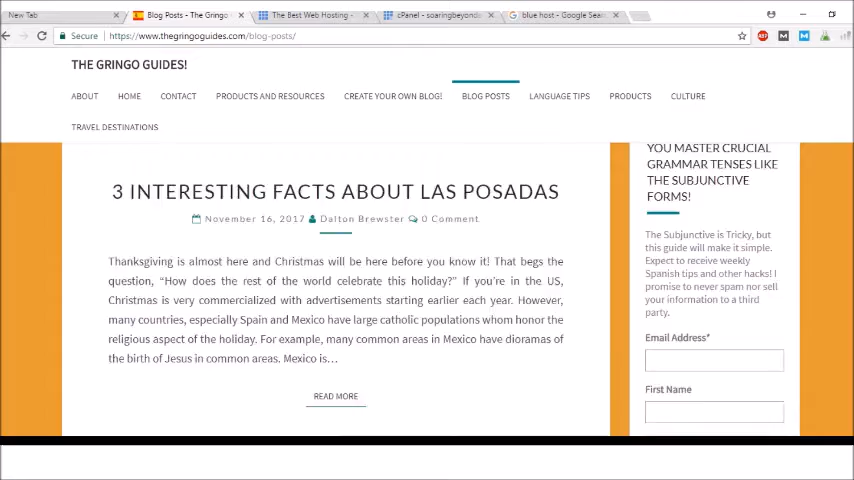 New Tab
Blog Posts - The Gringo
The Best Web Hosting -
cPanel - soaringbeyond
blue host - Google Sear
Secure
https://www.thegringoguides.com/blog-posts/
THE GRINGO GUIDES!
ABOUT HOME CONTACT PRODUCTS AND RESOURCES CREATE YOUR OWN BLOG! BLOG POSTS LANGUAGE TIPS PRODUCTS CULTURE
TRAVEL DESTINATIONS
3 INTERESTING FACTS ABOUT LAS POSADAS
November 16, 2017 Dalton Brewster 0 Comment
Thanksgiving is almost here and Christmas will be here before you know it! That begs the
question, “How does the rest of the world celebrate this holiday?” If you’re in the US,
Christmas is very commercialized with advertisements starting earlier each year. However,
many countries, especially Spain and Mexico have large catholic populations whom honor the
religious aspect of the holiday. For example, many common areas in Mexico have dioramas of
the birth of Jesus in common areas. Mexico is…
READ MORE
YOU MASTER CRUCIAL
GRAMMAR TENSES LIKE
THE SUBJUNCTIVE
FORMS!
The Subjunctive is Tricky, but
this guide will make it simple.
Expect to receive weekly
Spanish tips and other hacks! I
promise to never spam nor sell
your information to a third
party.
Email Address*
First Name